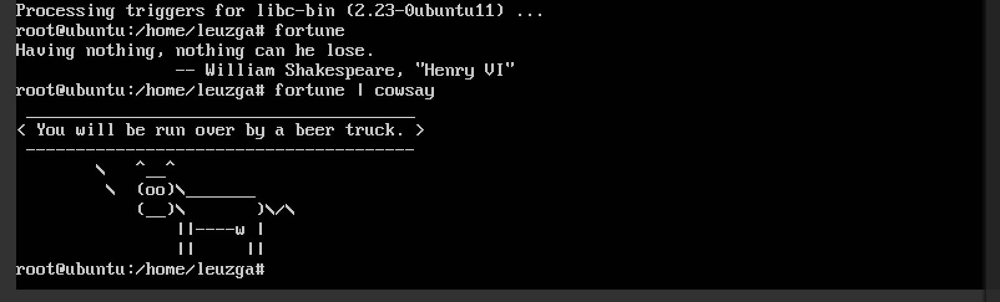 Processing triggers for libc-bin (2.23-0ubuntu11) ...
root@ubuntu:/home/leuzga# fortune
Having nothing, nothing can he lose.
                -- William Shakespeare, "Henry VI"
root@ubuntu:/home/leuzga# fortune | cowsay
 _______________________________________
< You will be run over by a beer truck. >
 ---------------------------------------
        \   ^__^
         \  (oo)\_______
            (__)\       )\/\
                ||----w |
                ||     ||
root@ubuntu:/home/leuzga#